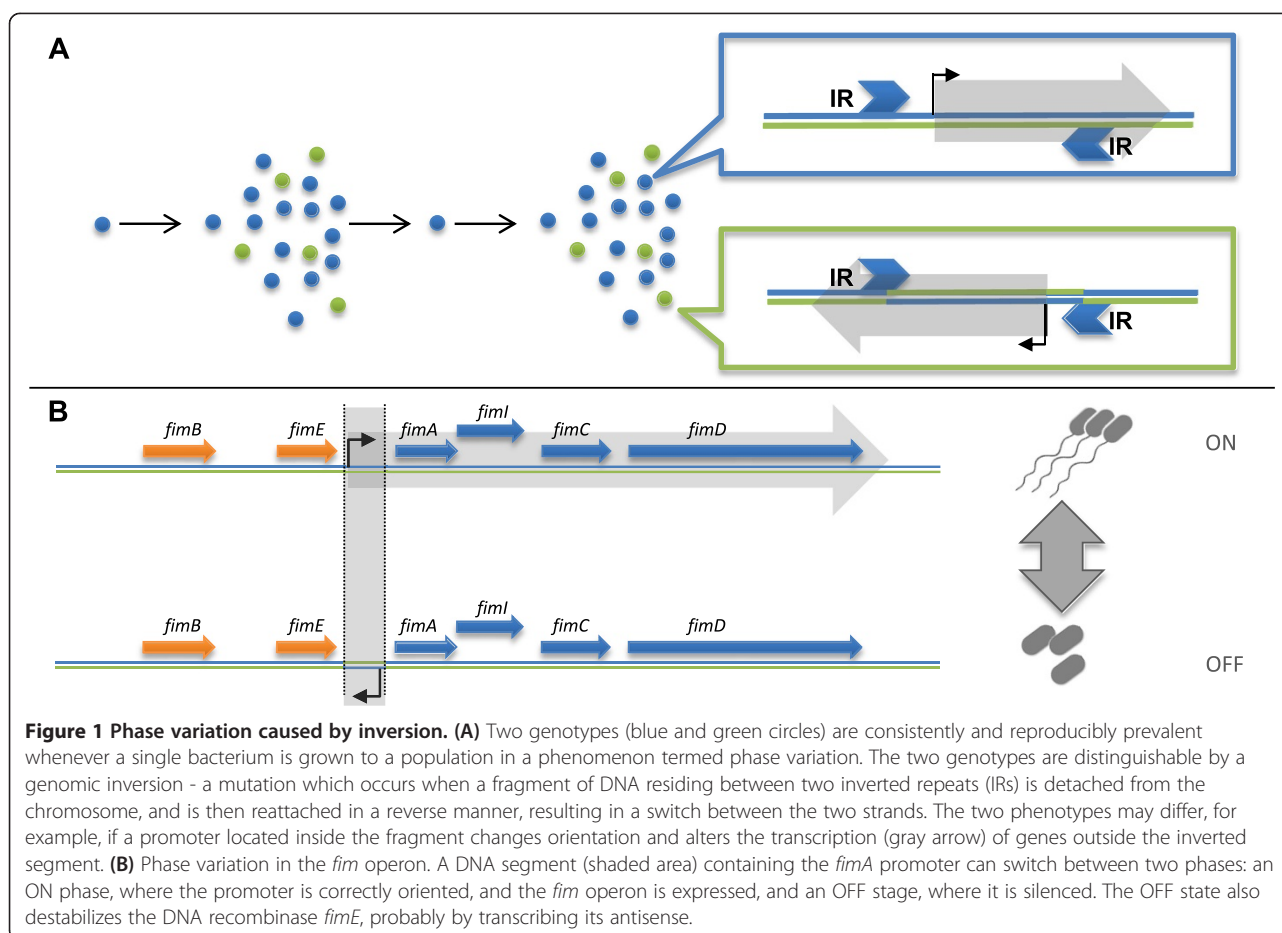 A
IR
IR
IR
IR
B
fimB
fimE
fimA
fimI
fimC
fimD
ON
fimB
fimE
fimA
fimI
fimC
fimD
OFF
Figure 1 Phase variation caused by inversion. (A) Two genotypes (blue and green circles) are consistently and reproducibly prevalent
whenever a single bacterium is grown to a population in a phenomenon termed phase variation. The two genotypes are distinguishable by a
genomic inversion - a mutation which occurs when a fragment of DNA residing between two inverted repeats (IRs) is detached from the
chromosome, and is then reattached in a reverse manner, resulting in a switch between the two strands. The two phenotypes may differ, for
example, if a promoter located inside the fragment changes orientation and alters the transcription (gray arrow) of genes outside the inverted
segment. (B) Phase variation in the fim operon. A DNA segment (shaded area) containing the fimA promoter can switch between two phases: an
ON phase, where the promoter is correctly oriented, and the fim operon is expressed, and an OFF stage, where it is silenced. The OFF state also
destabilizes the DNA recombinase fimE, probably by transcribing its antisense.